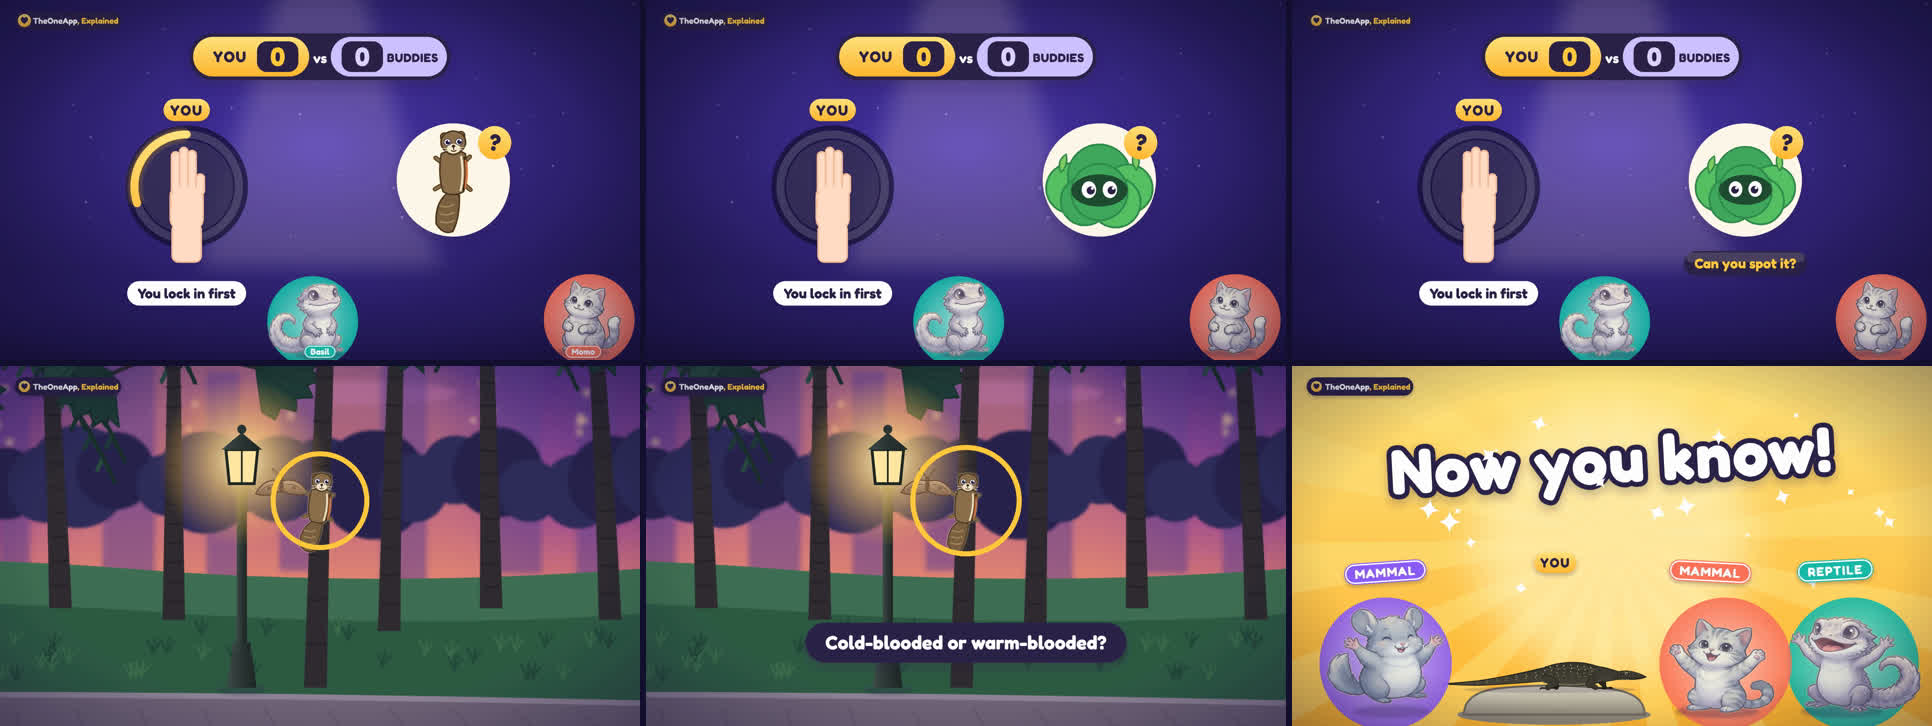 TheOneApp, Explained
YOU 0 vs 0 BUDDIES
YOU
?
You lock in first
Basil
Momo
TheOneApp, Explained
YOU 0 vs 0 BUDDIES
YOU
?
You lock in first
TheOneApp, Explained
YOU 0 vs 0 BUDDIES
YOU
?
Can you spot it?
You lock in first
TheOneApp, Explained
TheOneApp, Explained
Cold-blooded or warm-blooded?
TheOneApp, Explained
Now you know!
MAMMAL
YOU
MAMMAL
REPTILE